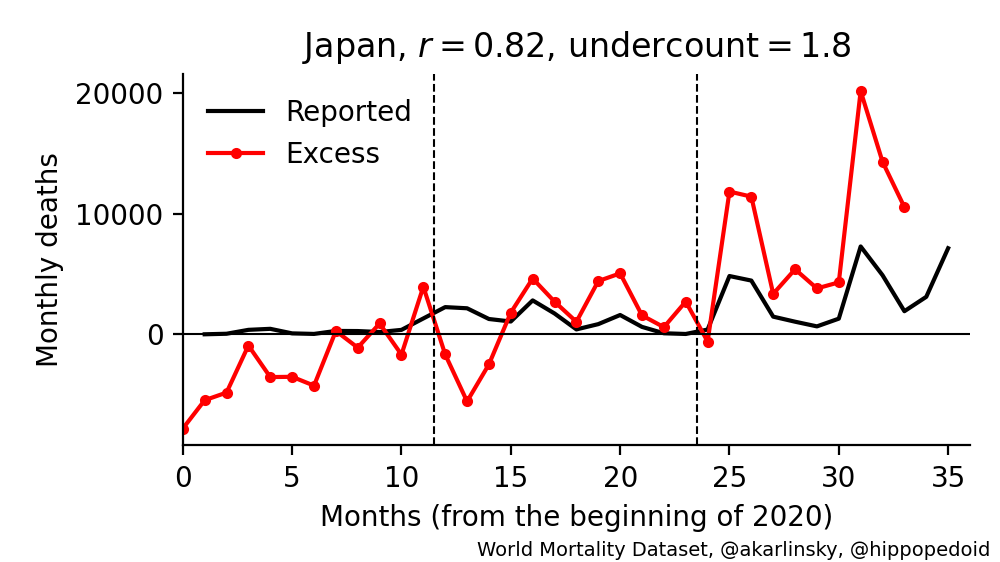 Japan, r = 0.82, undercount = 1.8
20000
10000
0
Monthly deaths
Reported
Excess
0 5 10 15 20 25 30 35
Months (from the beginning of 2020)
World Mortality Dataset, @akarlinsky, @hippopedoid